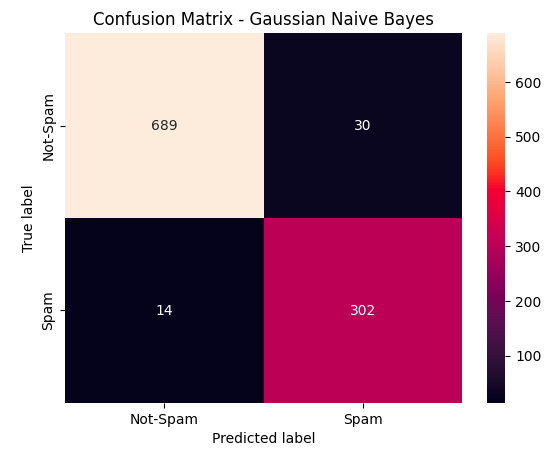 Confusion Matrix - Gaussian Naive Bayes
True label
Not-Spam
Spam
689
30
14
302
Not-Spam
Spam
Predicted label
600
500
400
300
200
100